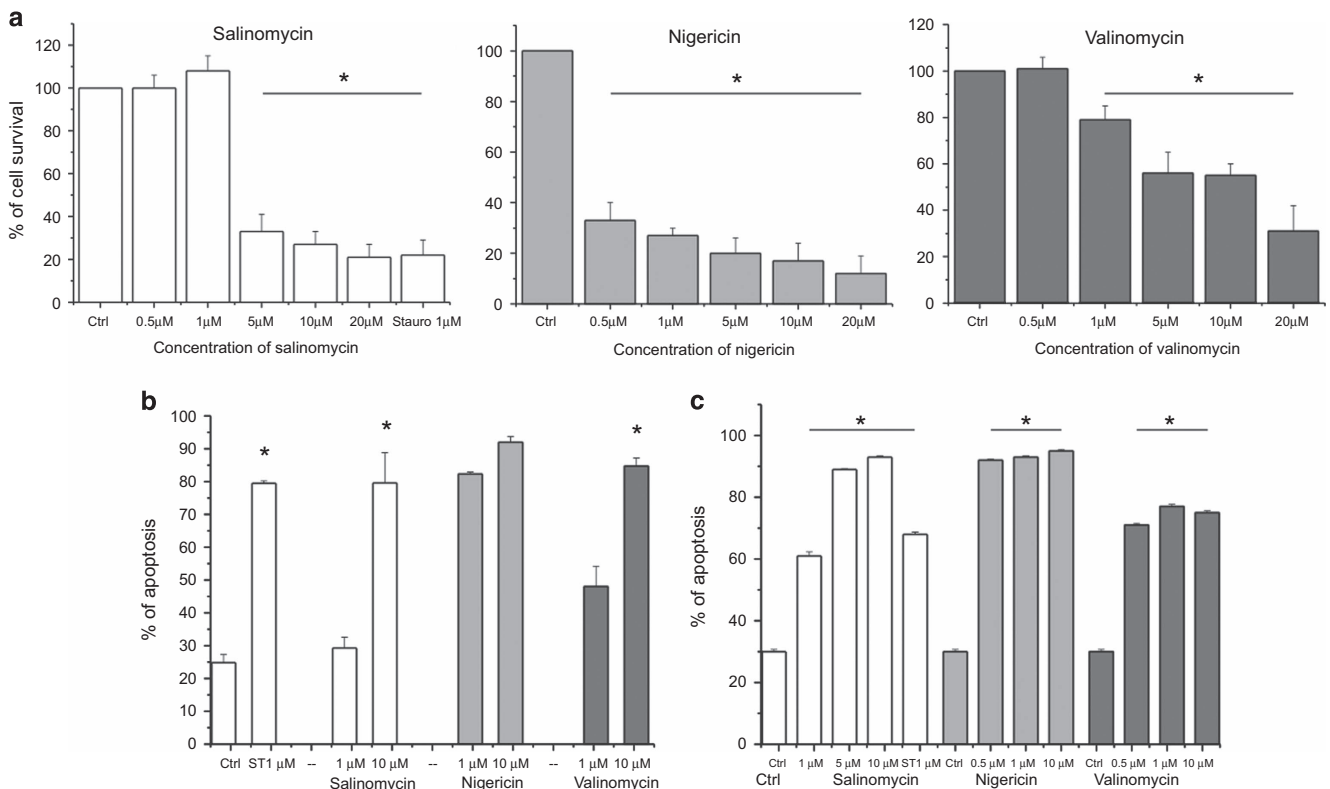 a
Salinomycin
% of cell survival
120
100
80
60
40
20
0
*
Ctrl 0.5µM 1µM 5µM 10µM 20µM Stauro 1µM
Concentration of salinomycin
Nigericin
100
80
60
40
20
0
*
Ctrl 0.5µM 1µM 5µM 10µM 20µM
Concentration of nigericin
Valinomycin
120
100
80
60
40
20
0
*
Ctrl 0.5µM 1µM 5µM 10µM 20µM
Concentration of valinomycin
b
% of apoptosis
100
90
80
70
60
50
40
30
20
10
0
* * *
Ctrl ST1 µM -- 1 µM 10 µM -- 1 µM 10 µM -- 1 µM 10 µM
Salinomycin Nigericin Valinomycin
c
% of apoptosis
100
80
60
40
20
0
* * *
Ctrl 1 µM 5 µM 10 µM ST1 µM Ctrl 0.5 µM 1 µM 10 µM Ctrl 0.5 µM 1 µM 10 µM
Ctrl Salinomycin Nigericin Valinomycin